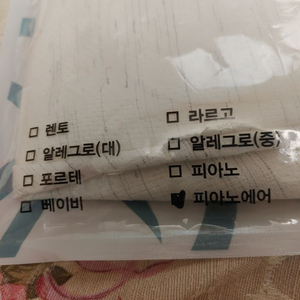 □ 렌토
□ 알레그로(대)
□ 포르테
□ 베이비
□ 라르고
□ 알레그로(중)
□ 피아노
■ 피아노에어